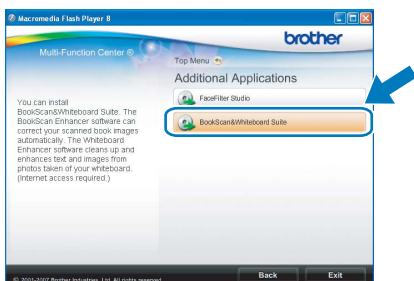 Macromedia Flash Player 8
brother
Multi-Function Center ®
Top Menu
Additional Applications
FaceFilter Studio
BookScan&Whiteboard Suite
You can install
BookScan&Whiteboard Suite. The
BookScan Enhancer software can
correct your scanned book images
automatically. The Whiteboard
Enhancer software cleans up and
enhances text and images from
photos taken of your whiteboard.
(Internet access required.)
© 2001-2007 Brother Industries, Ltd. All rights reserved.
Back
Exit